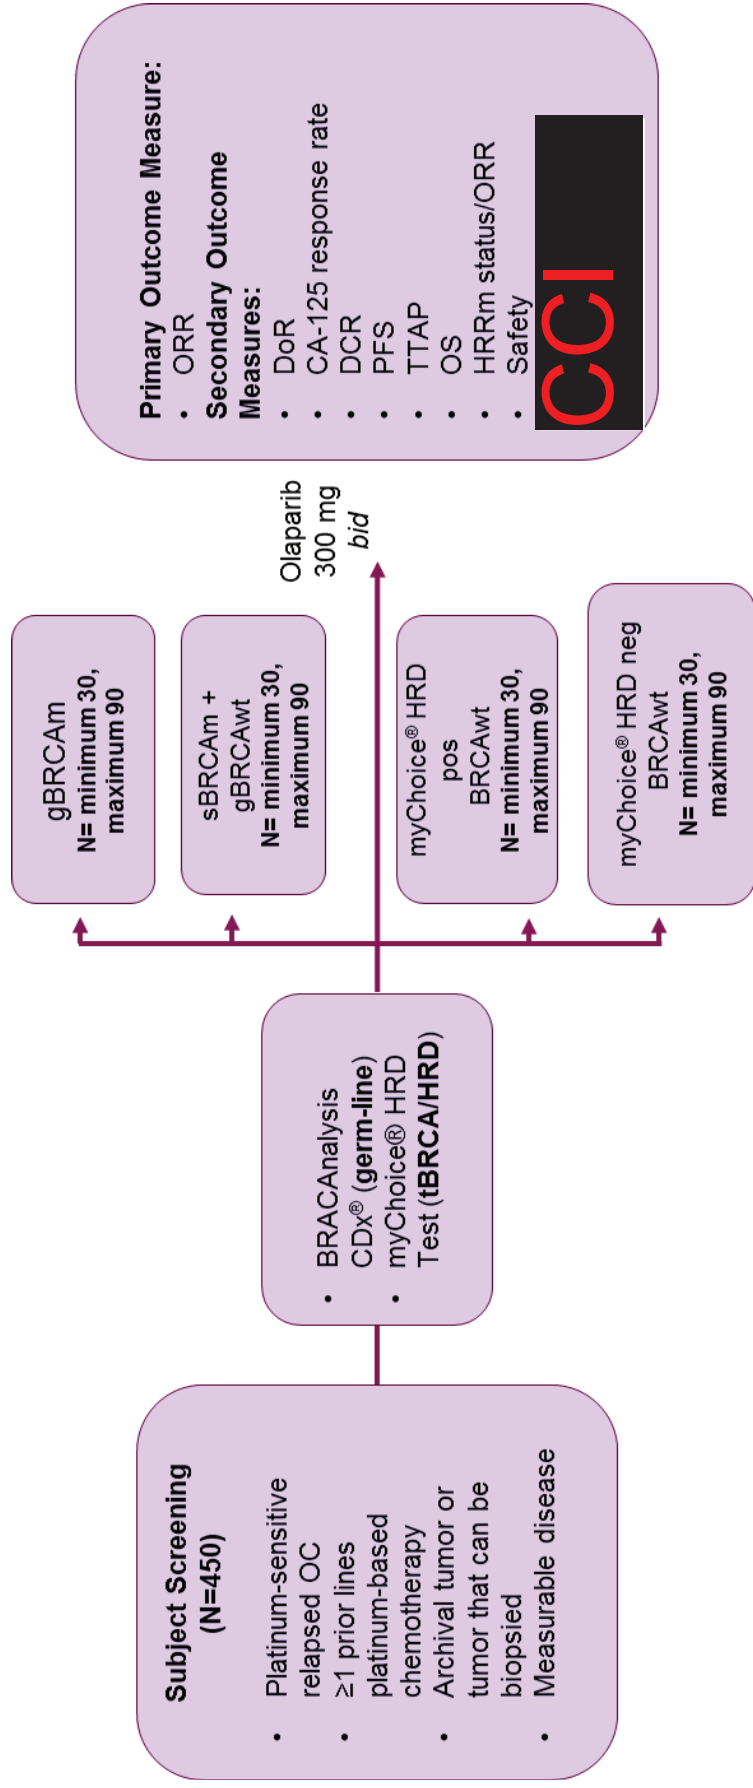 Subject Screening
(N=450)
• Platinum-sensitive
relapsed OC
• ≥1 prior lines
platinum-based
chemotherapy
• Archival tumor or
tumor that can be
biopsied
• Measurable disease
• BRACAnalysis
CDx® (germ-line)
• myChoice® HRD
Test (tBRCA/HRD)
gBRCAm
N= minimum 30,
maximum 90
sBRCAm +
gBRCAwt
N= minimum 30,
maximum 90
myChoice® HRD
pos
BRCAwt
N= minimum 30,
maximum 90
myChoice® HRD neg
BRCAwt
N= minimum 30,
maximum 90
Olaparib
300 mg
bid
Primary Outcome Measure:
• ORR
Secondary Outcome
Measures:
• DoR
• CA-125 response rate
• DCR
• PFS
• TTAP
• OS
• HRRm status/ORR
• Safety
CCI